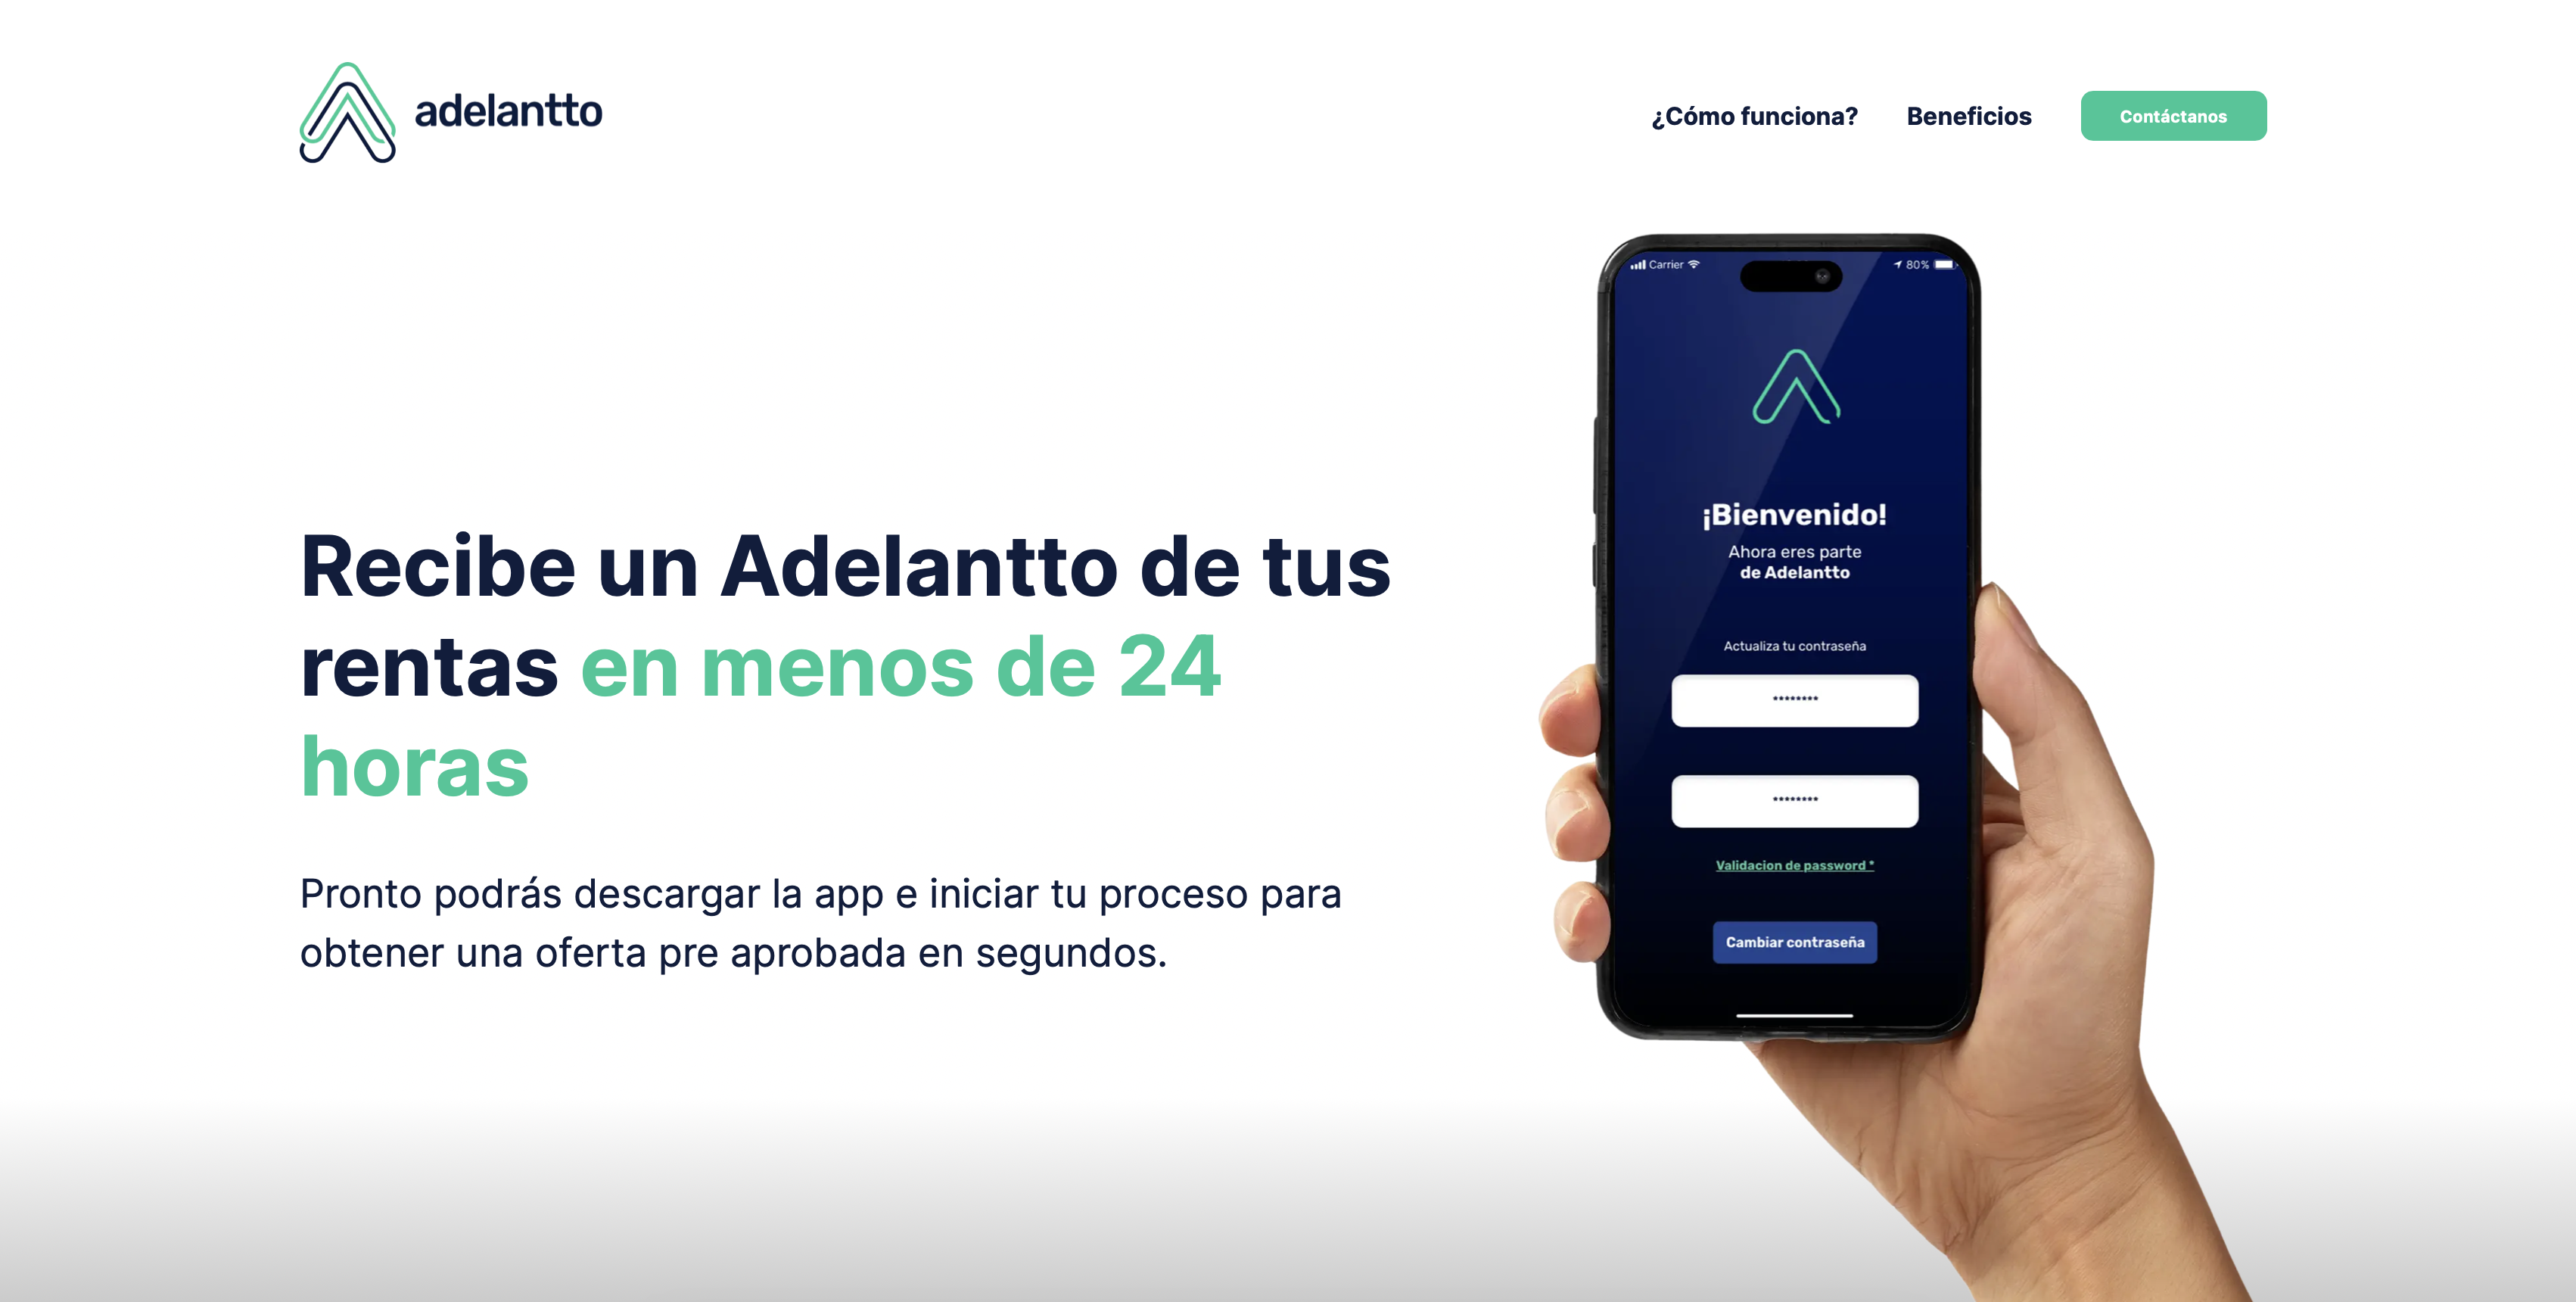 adelantto
¿Cómo funciona?
Beneficios
Contáctanos
Recibe un Adelantto de tus
rentas en menos de 24
horas
Pronto podrás descargar la app e iniciar tu proceso para
obtener una oferta pre aprobada en segundos.
Carrier
80%
¡Bienvenido!
Ahora eres parte
de Adelantto
Actualiza tu contraseña
********
********
Validacion de password *
Cambiar contraseña